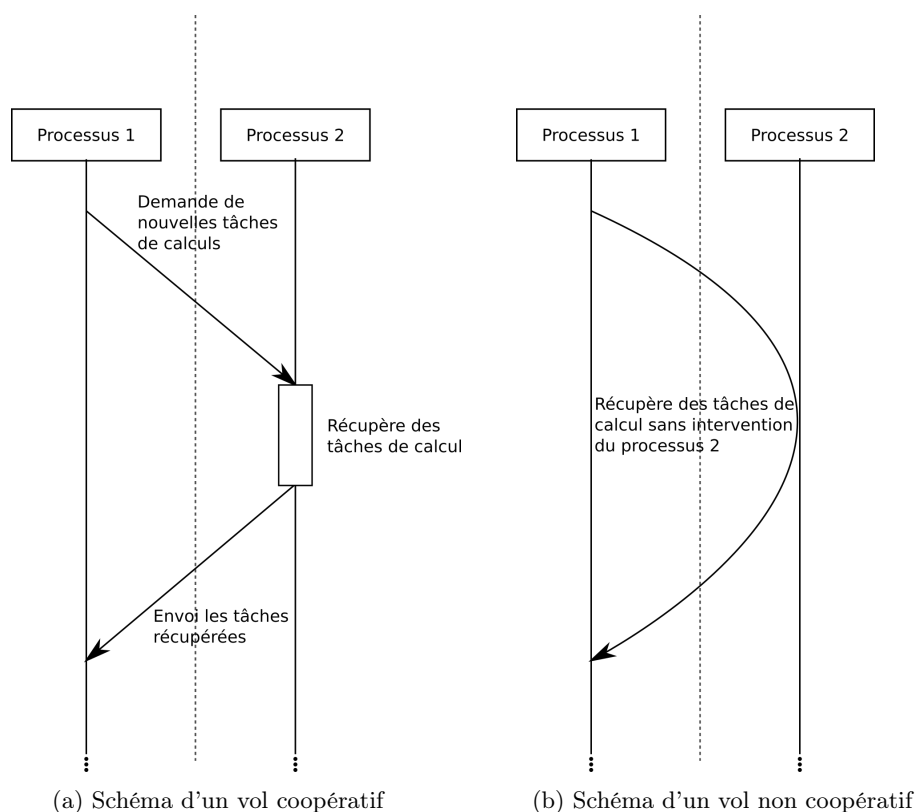 Processus 1
Processus 2
Demande de
nouvelles tâches
de calculs
Récupère des
tâches de calcul
Envoi les tâches
récupérées
(a) Schéma d'un vol coopératif
Processus 1
Processus 2
Récupère des tâches de
calcul sans intervention
du processus 2
(b) Schéma d'un vol non coopératif